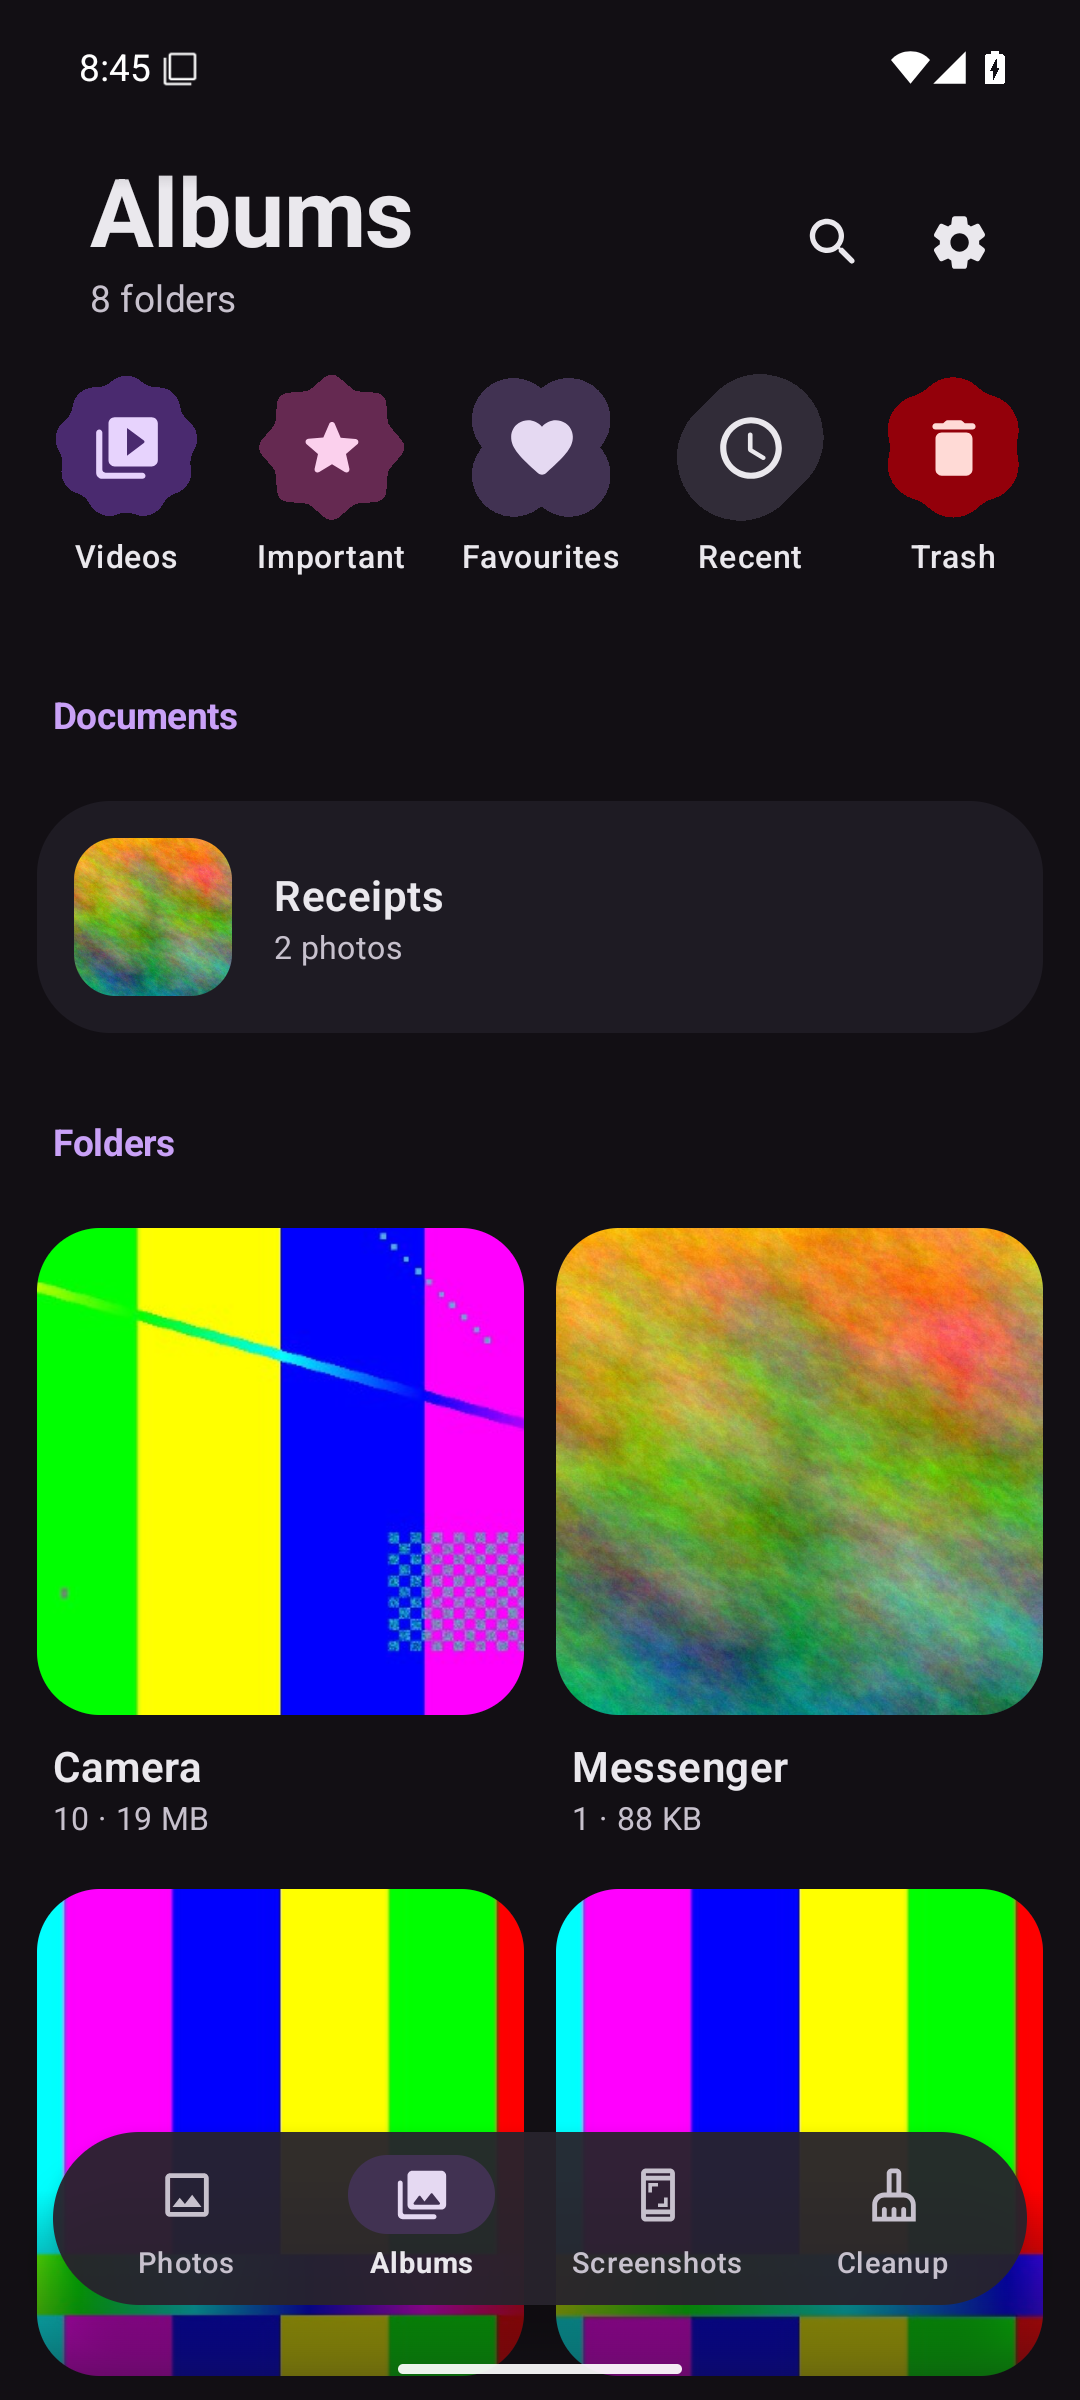 8:45
Albums
8 folders
Videos
Important
Favourites
Recent
Trash
Documents
Receipts
2 photos
Folders
Camera
10 · 19 MB
Messenger
1 · 88 KB
Photos
Albums
Screenshots
Cleanup